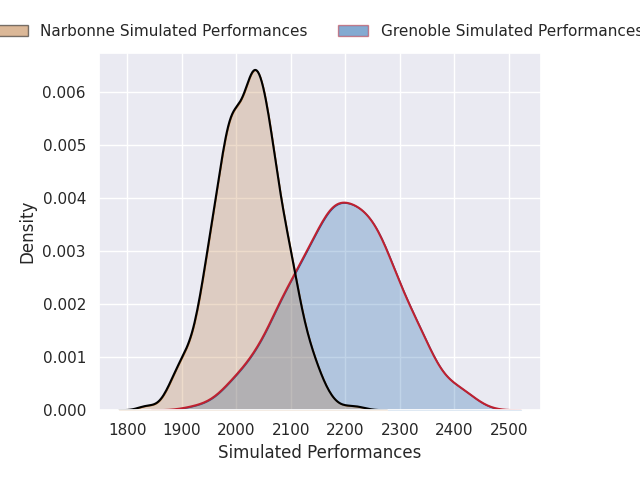 Narbonne Simulated Performances
Grenoble Simulated Performances
0.006
0.005
0.004
0.003
0.002
0.001
0.000
Density
1800 1900 2000 2100 2200 2300 2400 2500
Simulated Performances